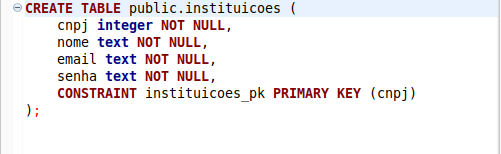 CREATE TABLE public.instituicoes (
    cnpj integer NOT NULL,
    nome text NOT NULL,
    email text NOT NULL,
    senha text NOT NULL,
    CONSTRAINT instituicoes_pk PRIMARY KEY (cnpj)
);